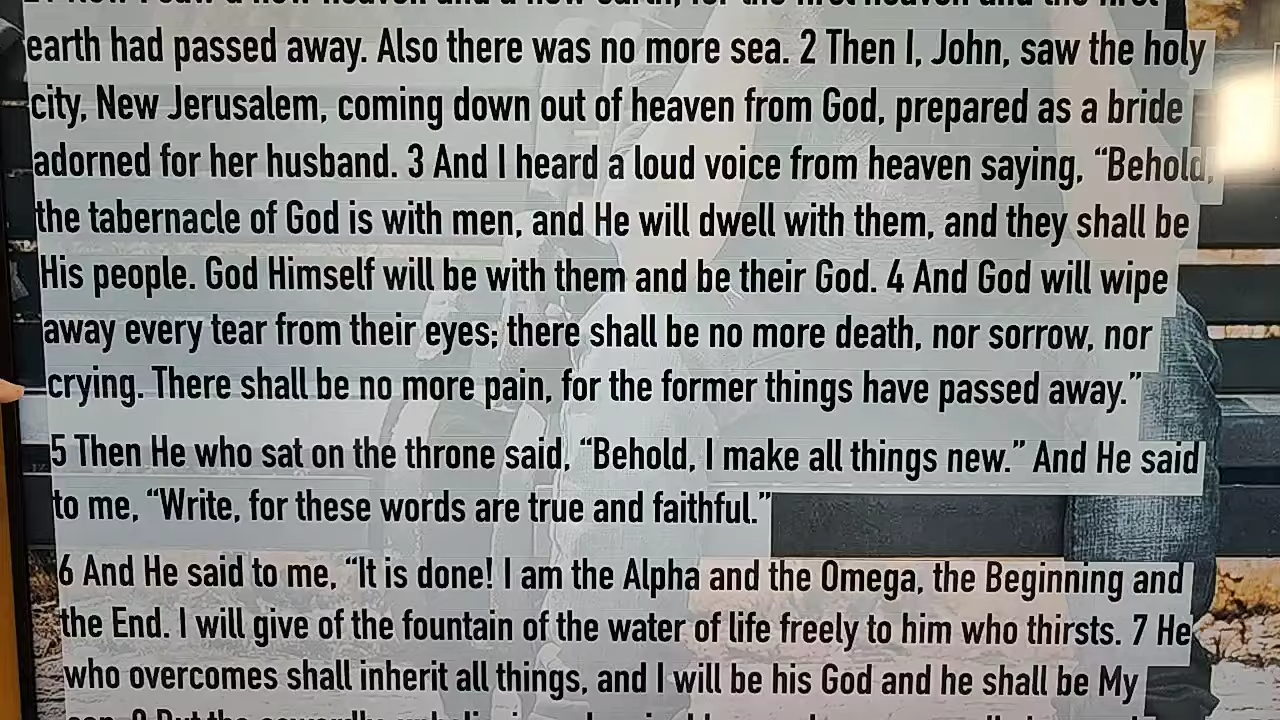 earth had passed away. Also there was no more sea. 2 Then I, John, saw the holy
city, New Jerusalem, coming down out of heaven from God, prepared as a bride
adorned for her husband. 3 And I heard a loud voice from heaven saying, “Behold,
the tabernacle of God is with men, and He will dwell with them, and they shall be
His people. God Himself will be with them and be their God. 4 And God will wipe
away every tear from their eyes; there shall be no more death, nor sorrow, nor
crying. There shall be no more pain, for the former things have passed away.”
5 Then He who sat on the throne said, “Behold, I make all things new.” And He said
to me, “Write, for these words are true and faithful.”
6 And He said to me, “It is done! I am the Alpha and the Omega, the Beginning and
the End. I will give of the fountain of the water of life freely to him who thirsts. 7 He
who overcomes shall inherit all things, and I will be his God and he shall be My